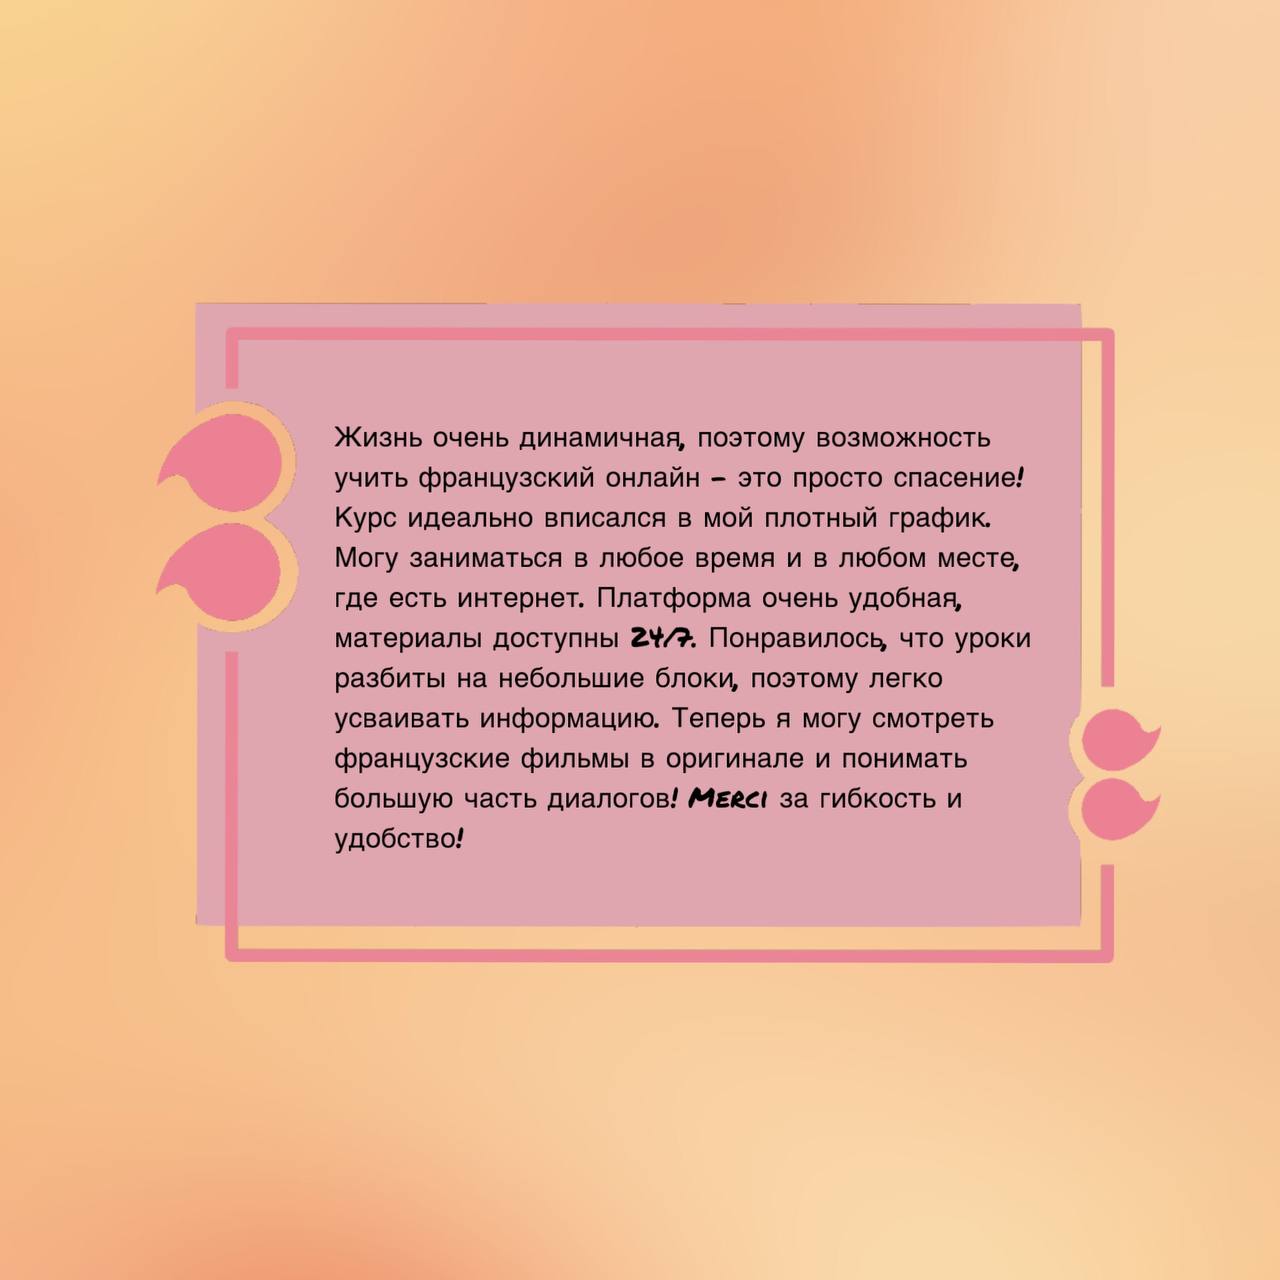 Жизнь очень динамичная, поэтому возможность
учить французский онлайн – это просто спасение!
Курс идеально вписался в мой плотный график.
Могу заниматься в любое время и в любом месте,
где есть интернет. Платформа очень удобная,
материалы доступны 24/7. Понравилось, что уроки
разбиты на небольшие блоки, поэтому легко
усваивать информацию. Теперь я могу смотреть
французские фильмы в оригинале и понимать
большую часть диалогов! Merci за гибкость и
удобство!